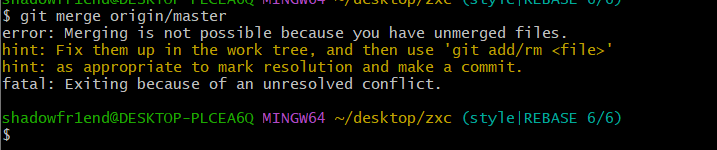 shadowfr1end@DESKTOP-PLCEA6Q MINGW64 ~/desktop/zxc (style|REBASE 6/6)
$ git merge origin/master
error: Merging is not possible because you have unmerged files.
hint: Fix them up in the work tree, and then use 'git add/rm <file>'
hint: as appropriate to mark resolution and make a commit.
fatal: Exiting because of an unresolved conflict.
shadowfr1end@DESKTOP-PLCEA6Q MINGW64 ~/desktop/zxc (style|REBASE 6/6)
$